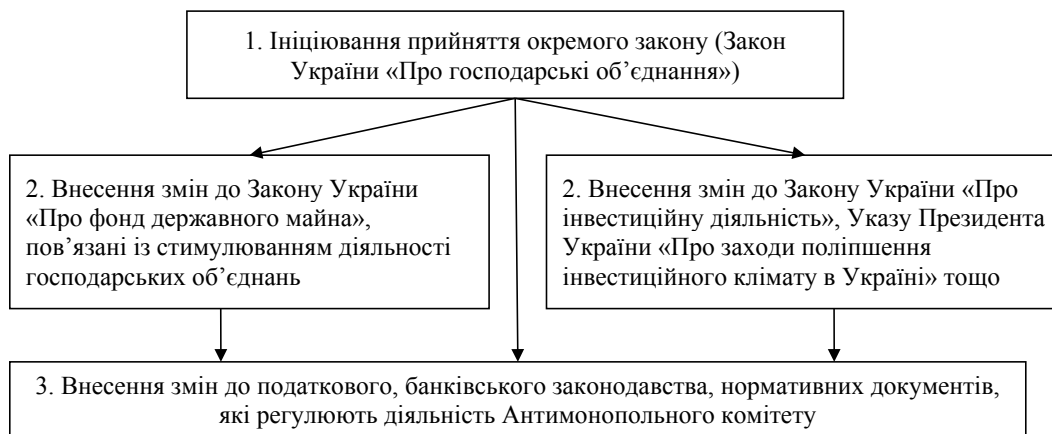 1. Ініціювання прийняття окремого закону (Закон
України «Про господарські об’єднання»)
2. Внесення змін до Закону України
«Про фонд державного майна»,
пов’язані із стимулюванням діяльності
господарських об’єднань
2. Внесення змін до Закону України «Про
інвестиційну діяльність», Указу Президента
України «Про заходи поліпшення
інвестиційного клімату в Україні» тощо
3. Внесення змін до податкового, банківського законодавства, нормативних документів,
які регулюють діяльність Антимонопольного комітету